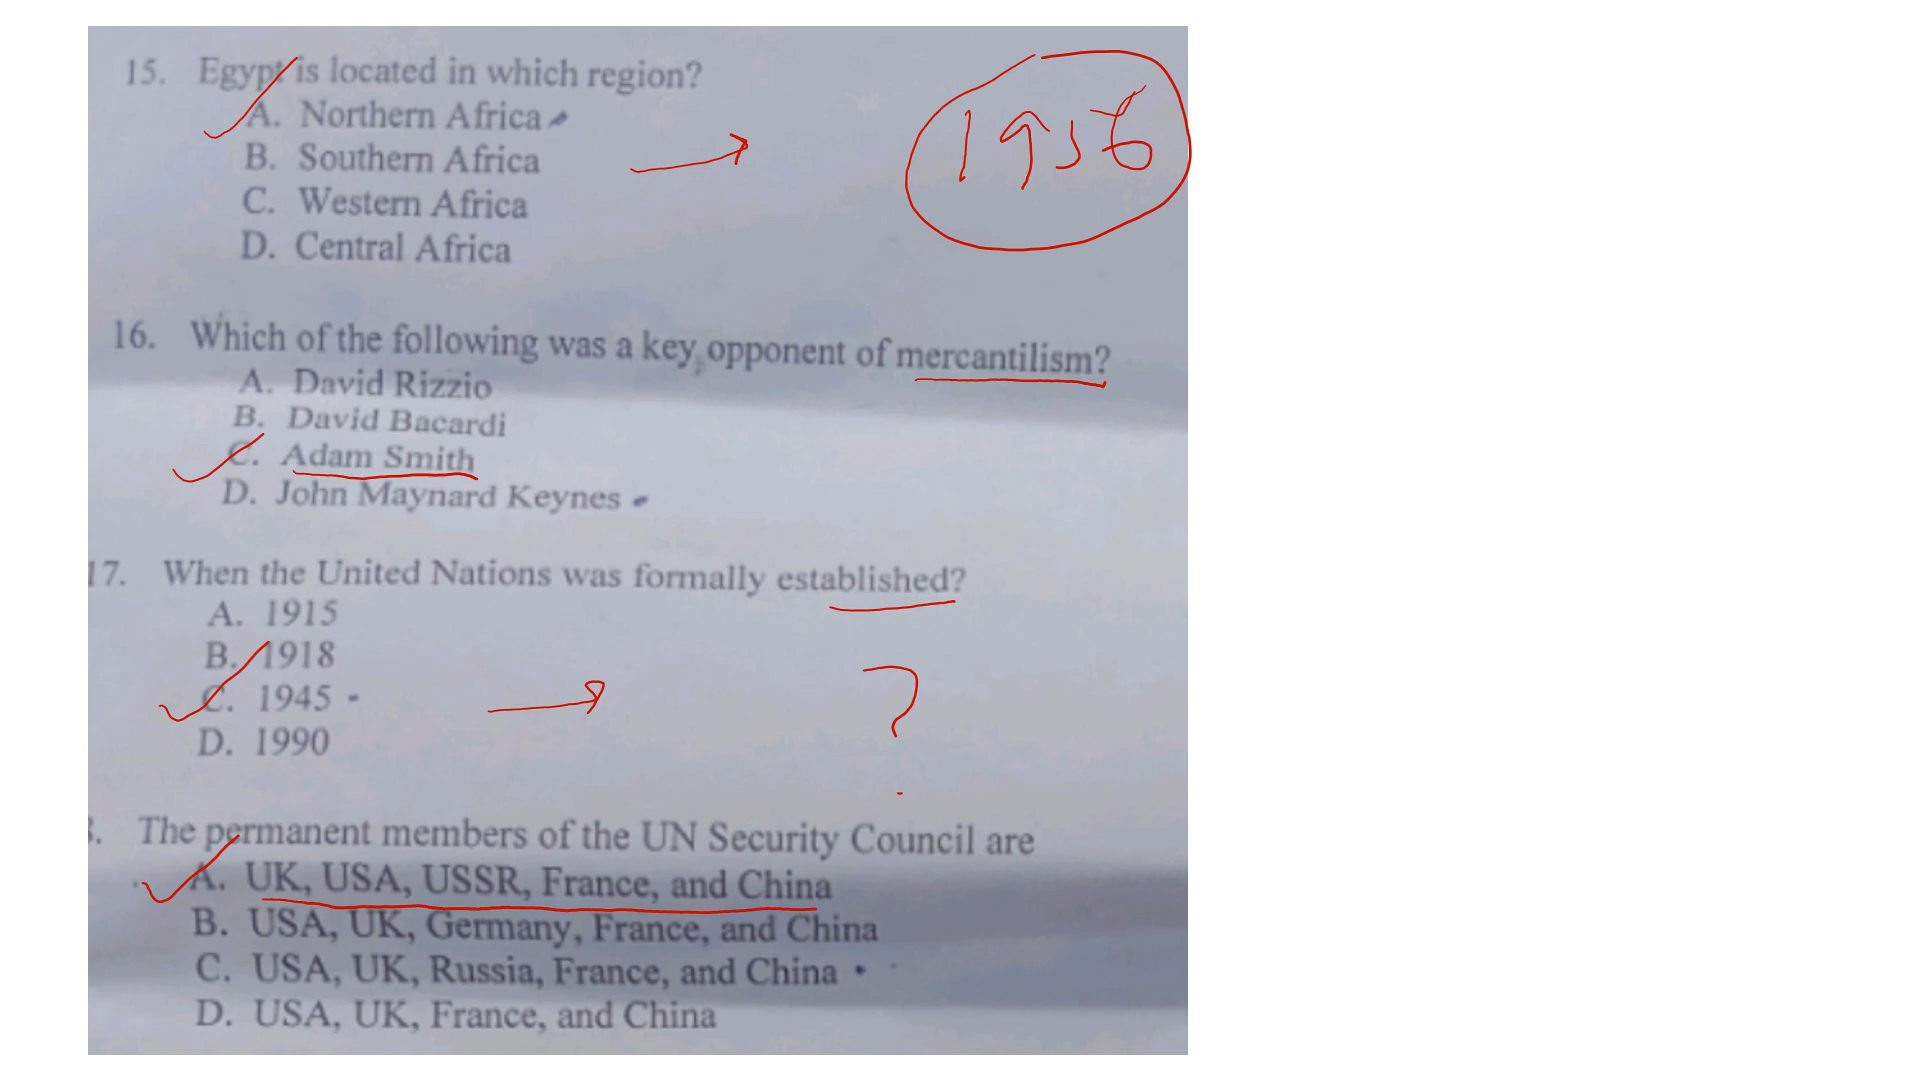 15. Egypt is located in which region?
A. Northern Africa
B. Southern Africa
C. Western Africa
D. Central Africa
1956
16. Which of the following was a key opponent of mercantilism?
A. David Rizzio
B. David Bacardi
C. Adam Smith
D. John Maynard Keynes
17. When the United Nations was formally established?
A. 1915
B. 1918
C. 1945
D. 1990
?
. The permanent members of the UN Security Council are
A. UK, USA, USSR, France, and China
B. USA, UK, Germany, France, and China
C. USA, UK, Russia, France, and China
D. USA, UK, France, and China